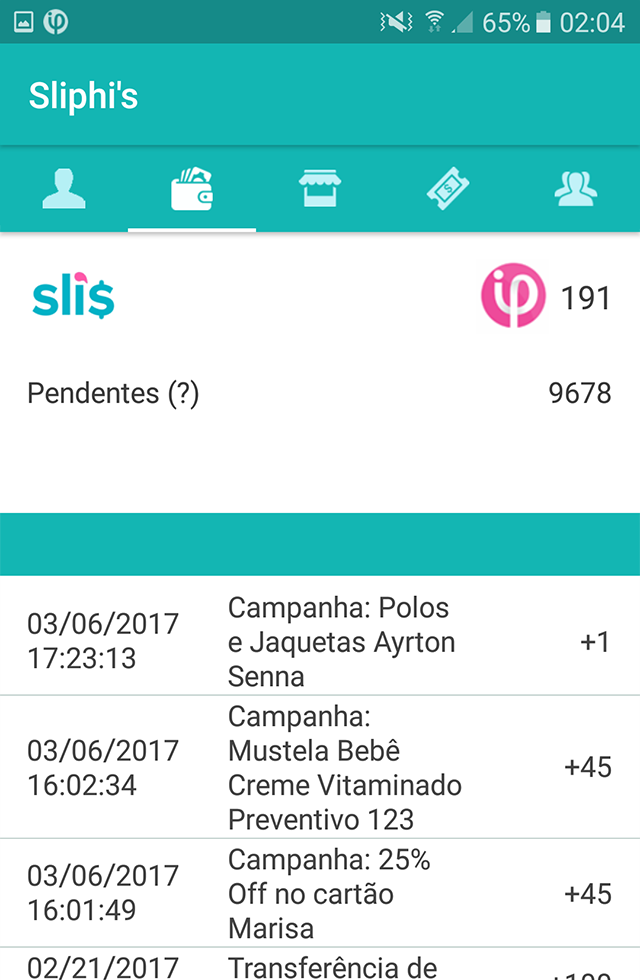 65% 02:04
Sliphi's
sli$ 191
Pendentes (?) 9678
03/06/2017
17:23:13
Campanha: Polos
e Jaquetas Ayrton
Senna
+1
03/06/2017
16:02:34
Campanha:
Mustela Bebê
Creme Vitaminado
Preventivo 123
+45
03/06/2017
16:01:49
Campanha: 25%
Off no cartão
Marisa
+45
02/21/2017
Transferência de